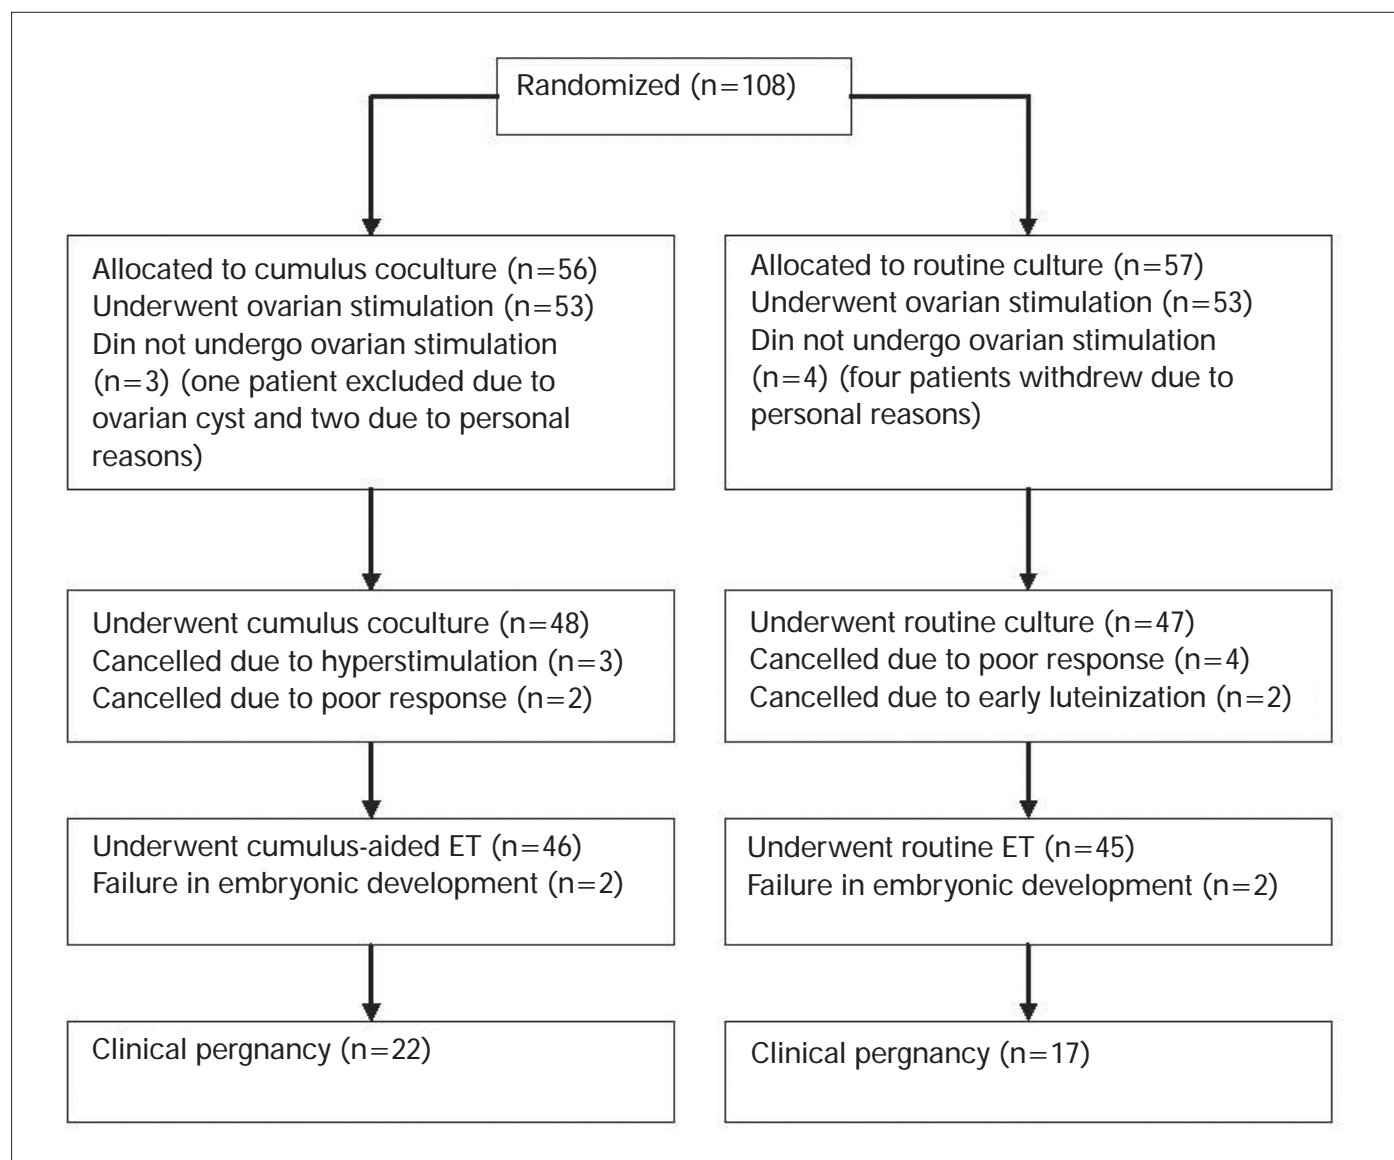 Randomized (n=108)
Allocated to cumulus coculture (n=56)
Underwent ovarian stimulation (n=53)
Din not undergo ovarian stimulation
(n=3) (one patient excluded due to
ovarian cyst and two due to personal
reasons)
Allocated to routine culture (n=57)
Underwent ovarian stimulation (n=53)
Din not undergo ovarian stimulation
(n=4) (four patients withdrew due to
personal reasons)
Underwent cumulus coculture (n=48)
Cancelled due to hyperstimulation (n=3)
Cancelled due to poor response (n=2)
Underwent routine culture (n=47)
Cancelled due to poor response (n=4)
Cancelled due to early luteinization (n=2)
Underwent cumulus-aided ET (n=46)
Failure in embryonic development (n=2)
Underwent routine ET (n=45)
Failure in embryonic development (n=2)
Clinical pergnancy (n=22)
Clinical pergnancy (n=17)